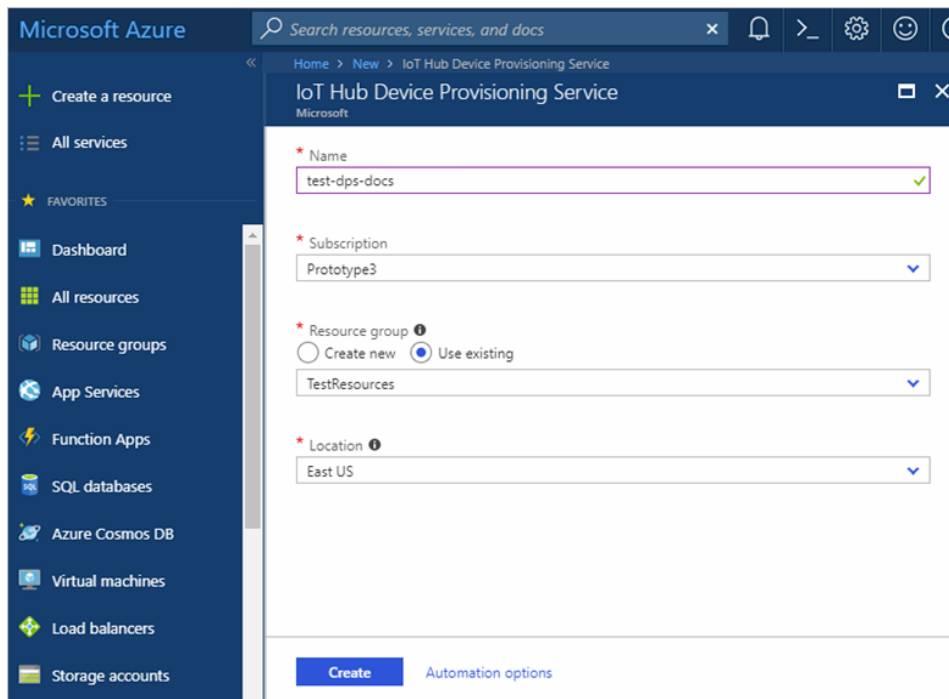 Microsoft Azure
Search resources, services, and docs
Create a resource
All services
FAVORITES
Dashboard
All resources
Resource groups
App Services
Function Apps
SQL databases
Azure Cosmos DB
Virtual machines
Load balancers
Storage accounts
Home > New > IoT Hub Device Provisioning Service
IoT Hub Device Provisioning Service
Microsoft
* Name
test-dps-docs
* Subscription
Prototype3
* Resource group
Create new Use existing
TestResources
* Location
East US
Create Automation options